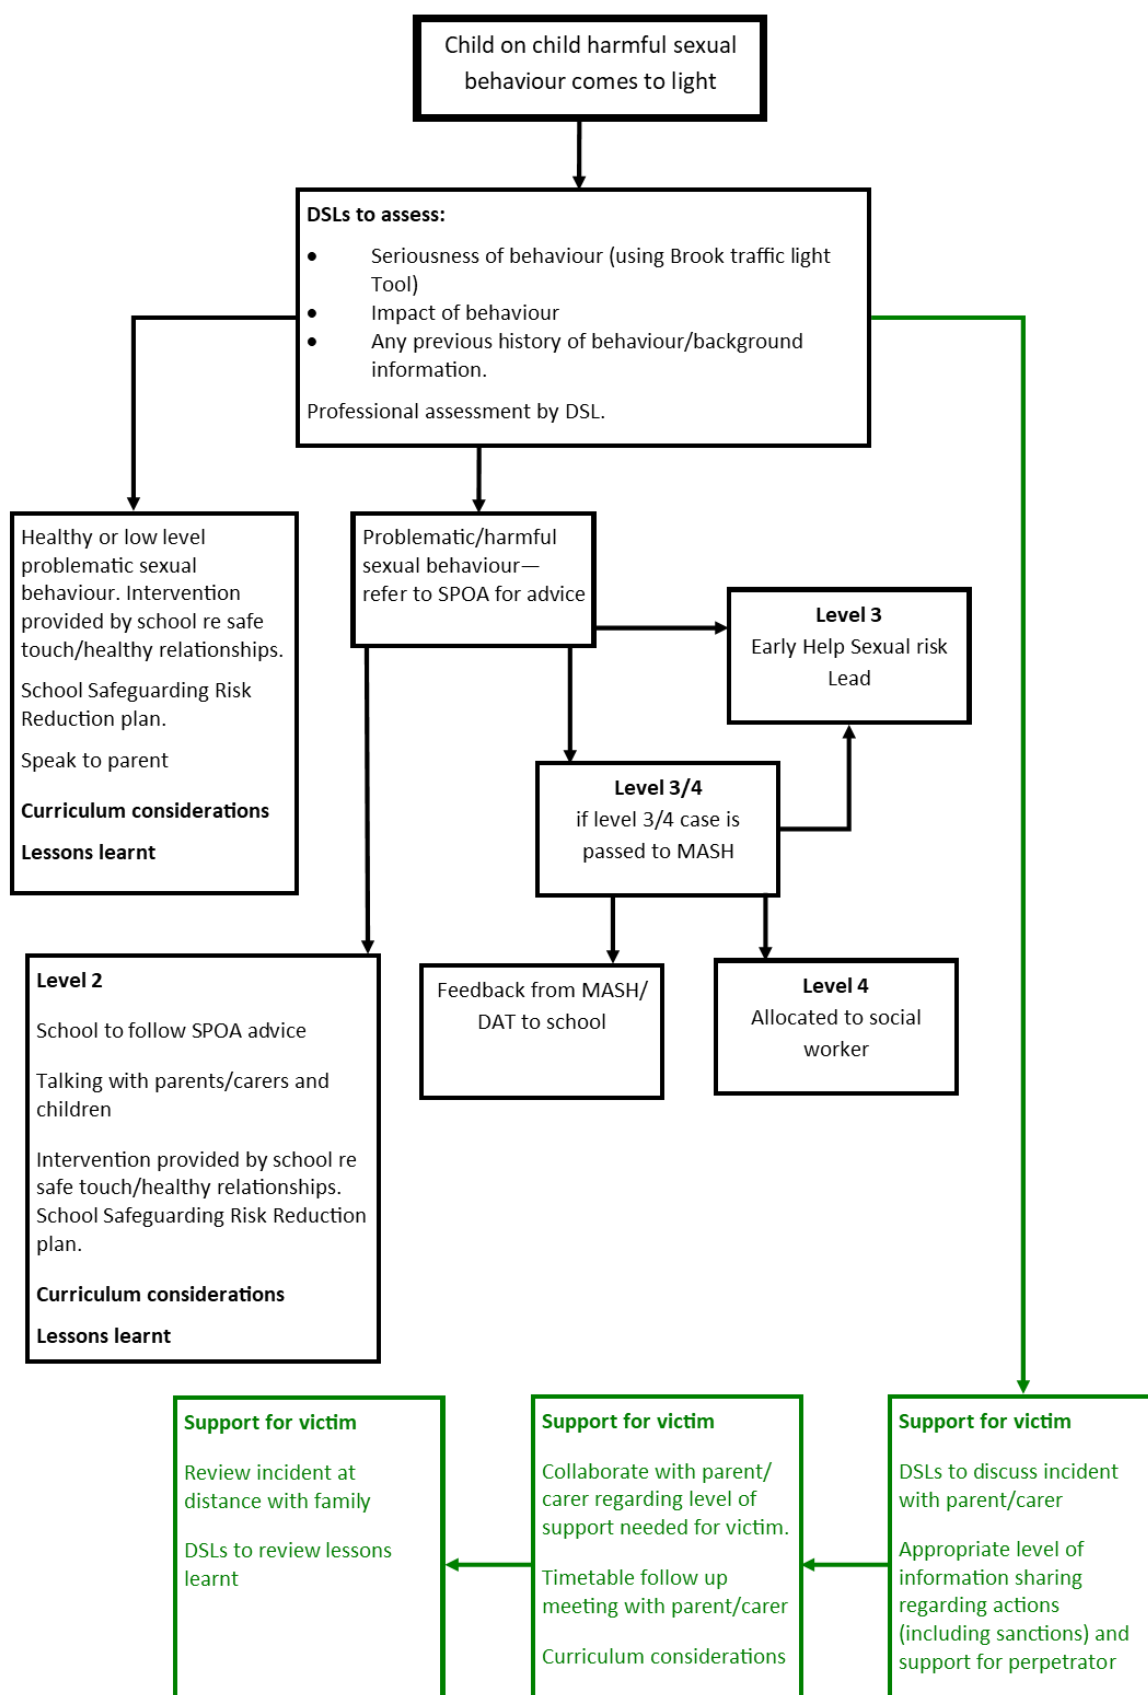 Child on child harmful sexual
behaviour comes to light
DSLs to assess:
• Seriousness of behaviour (using Brook traffic light
Tool)
• Impact of behaviour
• Any previous history of behaviour/background
information.
Professional assessment by DSL.
Healthy or low level
problematic sexual
behaviour. Intervention
provided by school re safe
touch/healthy relationships.
School Safeguarding Risk
Reduction plan.
Speak to parent
Curriculum considerations
Lessons learnt
Problematic/harmful
sexual behaviour—
refer to SPOA for advice
Level 3
Early Help Sexual risk
Lead
Level 3/4
if level 3/4 case is
passed to MASH
Level 2
School to follow SPOA advice
Talking with parents/carers and
children
Intervention provided by school re
safe touch/healthy relationships.
School Safeguarding Risk Reduction
plan.
Curriculum considerations
Lessons learnt
Feedback from MASH/
DAT to school
Level 4
Allocated to social
worker
Support for victim
Review incident at
distance with family
DSLs to review lessons
learnt
Support for victim
Collaborate with parent/
carer regarding level of
support needed for victim.
Timetable follow up
meeting with parent/carer
Curriculum considerations
Support for victim
DSLs to discuss incident
with parent/carer
Appropriate level of
information sharing
regarding actions
(including sanctions) and
support for perpetrator